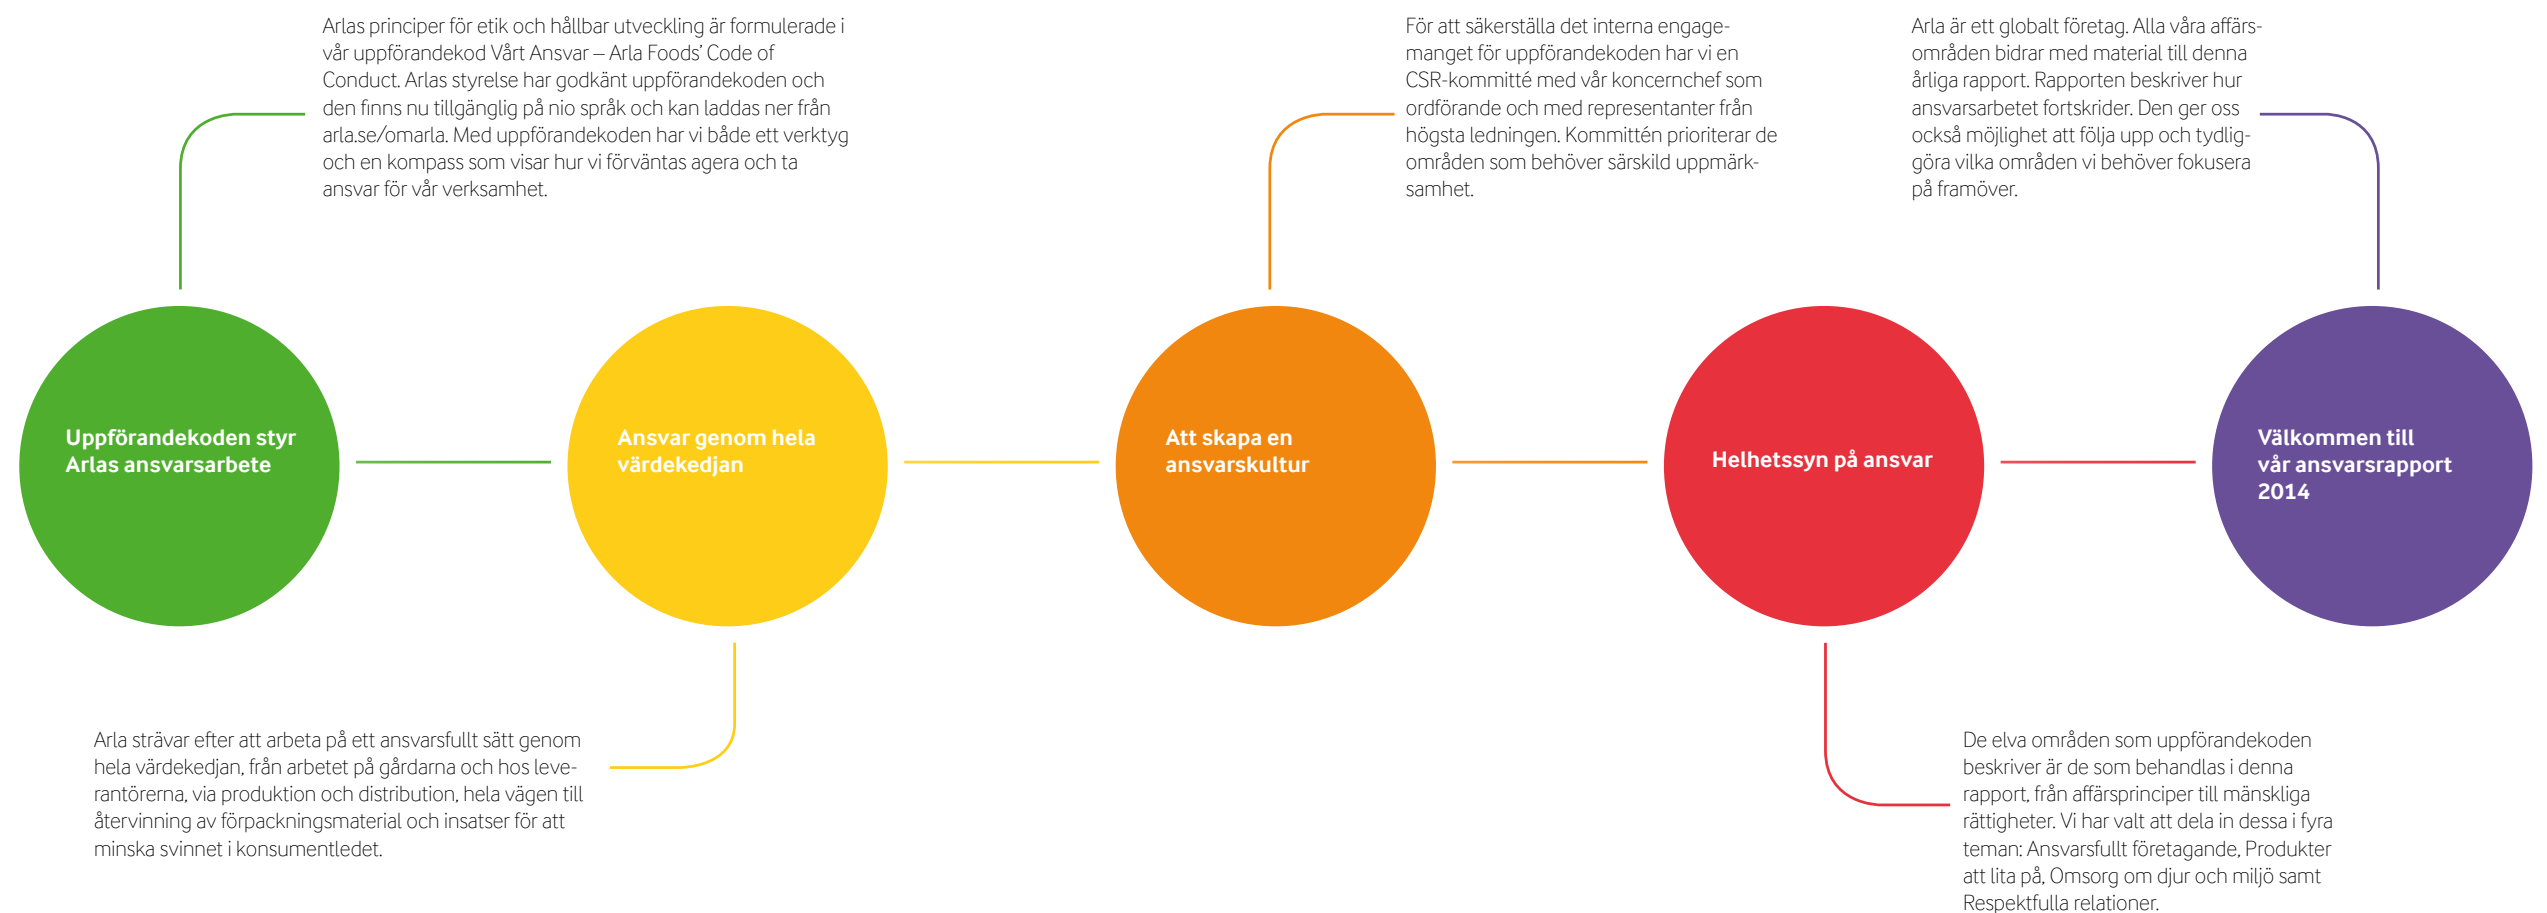 Arlas principer för etik och hållbar utveckling är formulerade i
vår uppförandekod Vårt Ansvar – Arla Foods’ Code of
Conduct. Arlas styrelse har godkänt uppförandekoden och
den finns nu tillgänglig på nio språk och kan laddas ner från
arla.se/omarla. Med uppförandekoden har vi både ett verktyg
och en kompass som visar hur vi förväntas agera och ta
ansvar för vår verksamhet.
För att säkerställa det interna engage-
manget för uppförandekoden har vi en
CSR-kommitté med vår koncernchef som
ordförande och med representanter från
högsta ledningen. Kommittén prioriterar de
områden som behöver särskild uppmärk-
samhet.
Arla är ett globalt företag. Alla våra affärs-
områden bidrar med material till denna
årliga rapport. Rapporten beskriver hur
ansvarsarbetet fortskrider. Den ger oss
också möjlighet att följa upp och tydlig-
göra vilka områden vi behöver fokusera
på framöver.
Uppförandekoden styr
Arlas ansvarsarbete
Ansvar genom hela
värdekedjan
Att skapa en
ansvarskultur
Helhetssyn på ansvar
Välkommen till
vår ansvarsrapport
2014
Arla strävar efter att arbeta på ett ansvarsfullt sätt genom
hela värdekedjan, från arbetet på gårdarna och hos leve-
rantörerna, via produktion och distribution, hela vägen till
återvinning av förpackningsmaterial och insatser för att
minska svinnet i konsumentledet.
De elva områden som uppförandekoden
beskriver är de som behandlas i denna
rapport, från affärsprinciper till mänskliga
rättigheter. Vi har valt att dela in dessa i fyra
teman: Ansvarsfullt företagande, Produkter
att lita på, Omsorg om djur och miljö samt
Respektfulla relationer.